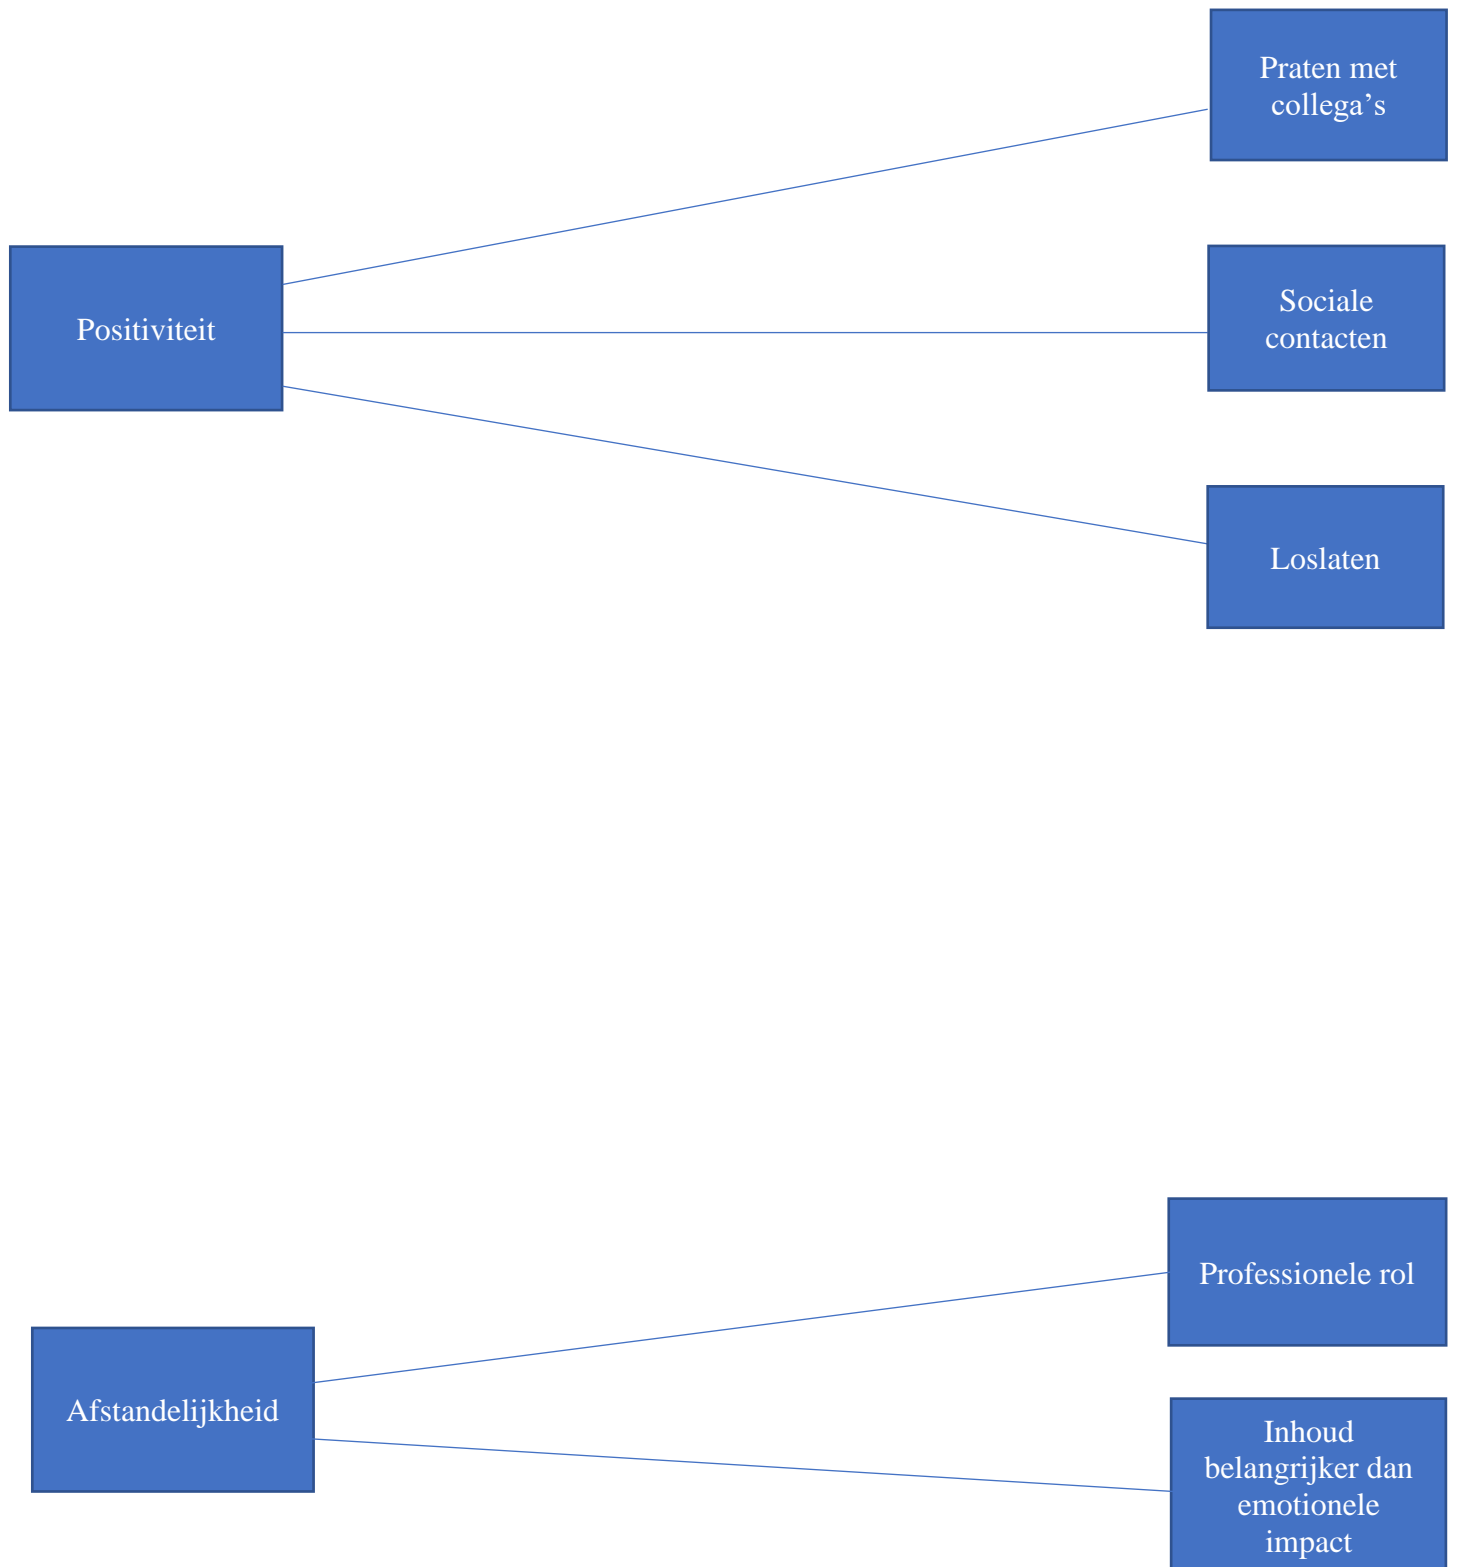 Praten met
collega’s
Positiviteit
Sociale
contacten
Loslaten
Professionele rol
Afstandelijkheid
Inhoud
belangrijker dan
emotionele
impact